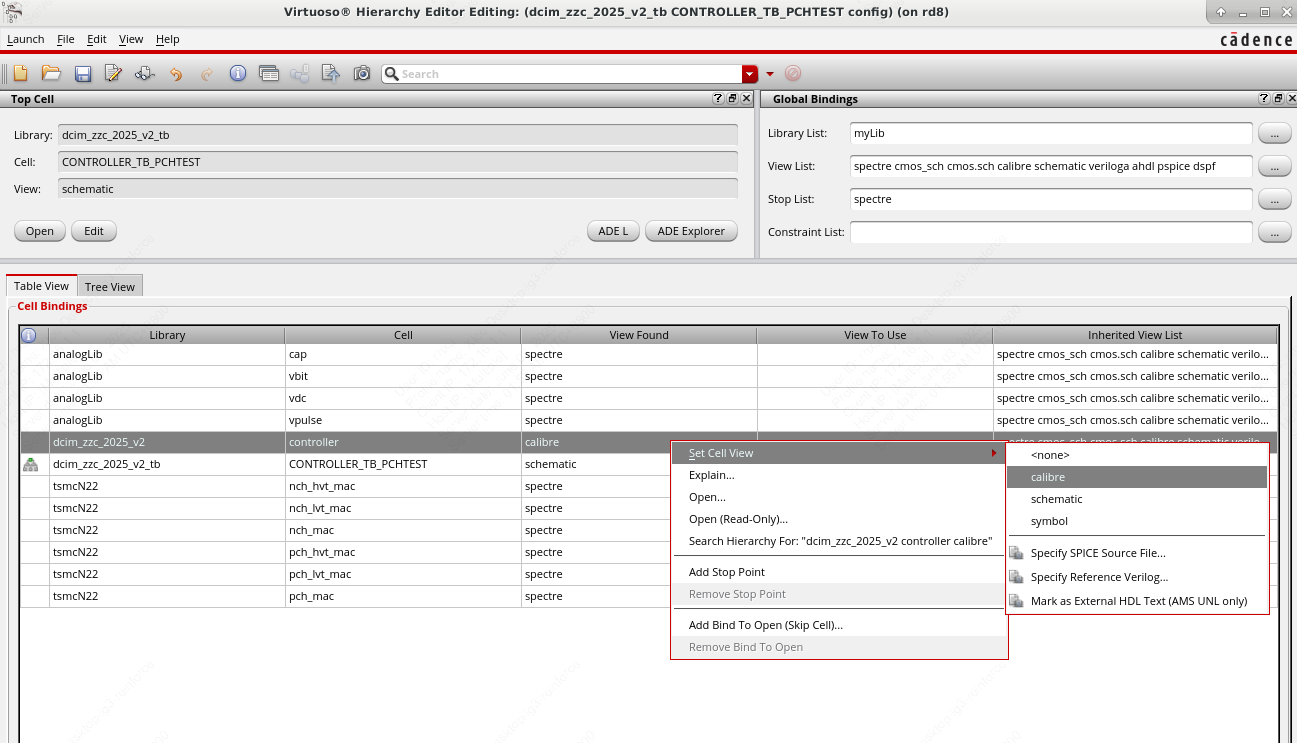 Virtuoso® Hierarchy Editor Editing: (dcim_zzc_2025_v2_tb CONTROLLER_TB_PCHTEST config) (on rd8)
Launch File Edit View Help
cādence
Search
Top Cell
Library: dcim_zzc_2025_v2_tb
Cell: CONTROLLER_TB_PCHTEST
View: schematic
Open Edit ADE L ADE Explorer
Global Bindings
Library List: myLib ...
View List: spectre cmos_sch cmos.sch calibre schematic veriloga ahdl pspice dspf ...
Stop List: spectre ...
Constraint List: ...
Table View Tree View
Cell Bindings
Library Cell View Found View To Use Inherited View List
analogLib cap spectre spectre cmos_sch cmos.sch calibre schematic verilo...
analogLib vbit spectre spectre cmos_sch cmos.sch calibre schematic verilo...
analogLib vdc spectre spectre cmos_sch cmos.sch calibre schematic verilo...
analogLib vpulse spectre spectre cmos_sch cmos.sch calibre schematic verilo...
dcim_zzc_2025_v2 controller calibre
dcim_zzc_2025_v2_tb CONTROLLER_TB_PCHTEST schematic
tsmcN22 nch_hvt_mac spectre
tsmcN22 nch_lvt_mac spectre
tsmcN22 nch_mac spectre
tsmcN22 pch_hvt_mac spectre
tsmcN22 pch_lvt_mac spectre
tsmcN22 pch_mac spectre
Set Cell View
Explain...
Open...
Open (Read-Only)...
Search Hierarchy For: "dcim_zzc_2025_v2 controller calibre"
Add Stop Point
Remove Stop Point
Add Bind To Open (Skip Cell)...
Remove Bind To Open
<none>
calibre
schematic
symbol
Specify SPICE Source File...
Specify Reference Verilog...
Mark as External HDL Text (AMS UNL only)